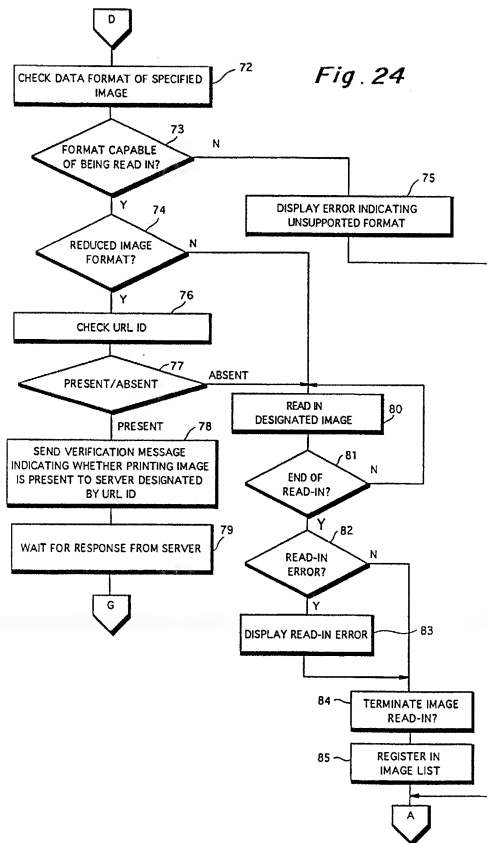 D
72
CHECK DATA FORMAT OF SPECIFIED
IMAGE
Fig. 24
73
FORMAT CAPABLE
OF BEING READ IN?
N
Y
75
DISPLAY ERROR INDICATING
UNSUPPORTED FORMAT
74
REDUCED IMAGE
FORMAT?
N
Y
76
CHECK URL ID
77
PRESENT/ABSENT
ABSENT
PRESENT
78
SEND VERIFICATION MESSAGE
INDICATING WHETHER PRINTING IMAGE
IS PRESENT TO SERVER DESIGNATED
BY URL ID
79
WAIT FOR RESPONSE FROM SERVER
G
READ IN
DESIGNATED IMAGE
80
81
END OF
READ-IN?
N
Y
82
READ-IN
ERROR?
N
Y
DISPLAY READ-IN ERROR
83
84
TERMINATE IMAGE
READ-IN?
85
REGISTER IN
IMAGE LIST
A